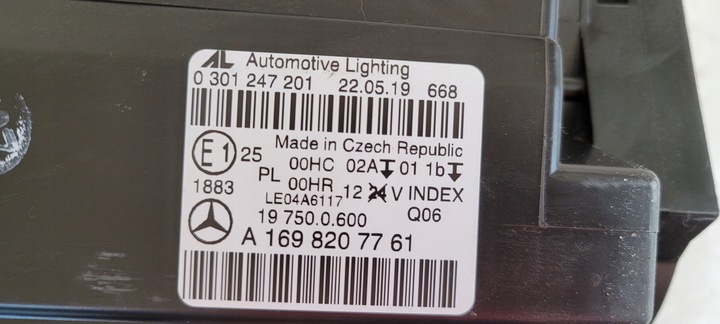 AL Automotive Lighting
0 301 247 201 22.05.19 668
Made in Czech Republic
E1 25 00HC 02A 01 1b
PL 00HR 12 24 V INDEX
1883 LE04A6117 Q06
19 750.0.600
A 169 820 77 61